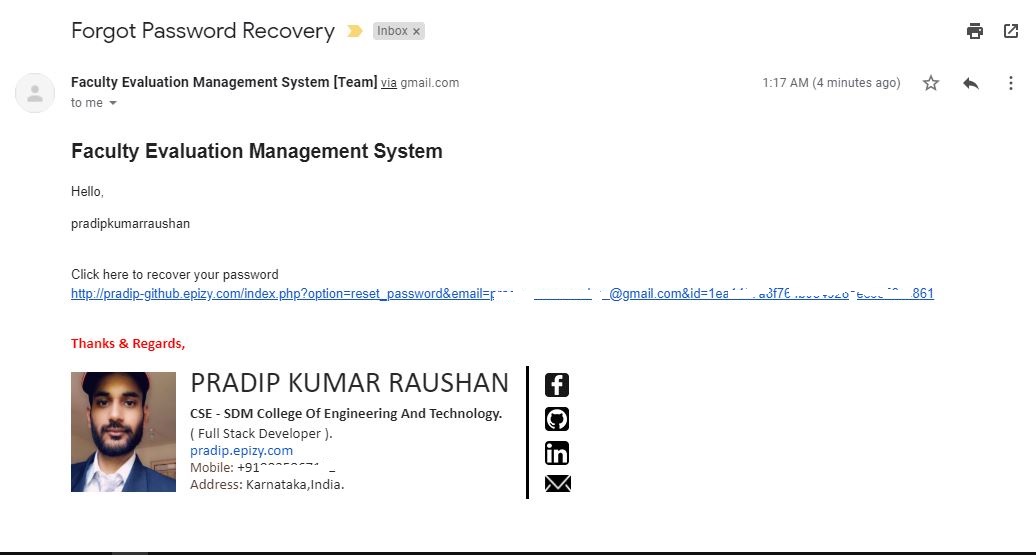 Forgot Password Recovery
Inbox ×
Faculty Evaluation Management System [Team] via gmail.com
1:17 AM (4 minutes ago)
to me
Faculty Evaluation Management System
Hello,
pradipkumarraushan
Click here to recover your password
http://pradip-github.epizy.com/index.php?option=reset_password&email= @gmail.com&id=1ea 861
Thanks & Regards,
PRADIP KUMAR RAUSHAN
CSE - SDM College Of Engineering And Technology.
( Full Stack Developer ).
pradip.epizy.com
Mobile: +91
Address: Karnataka,India.